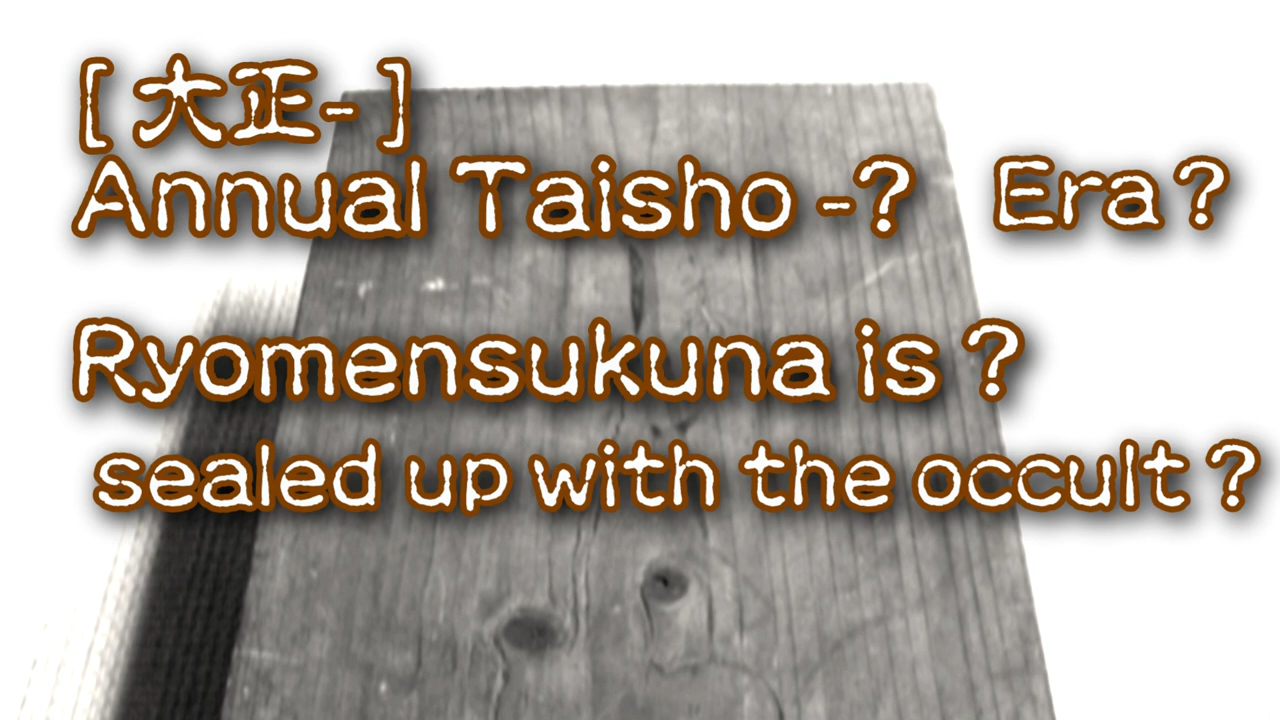 [ 大正- ]
Annual Taisho -? Era?
Ryomensukuna is ?
sealed up with the occult ?